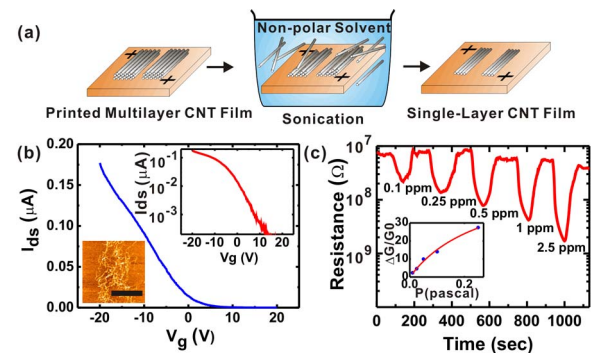 (a)
Non-polar Solvent
Printed Multilayer CNT Film
Sonication
Single-Layer CNT Film
(b)
I_ds (μA)
0.20
0.15
0.10
0.05
0.00
-20 -10 0 10 20
V_g (V)
Ids (μA)
10^-1
10^-2
10^-3
-20 -10 0 10 20
Vg (V)
(c)
Resistance (Ω)
10^7
10^8
10^9
0.1 ppm
0.25 ppm
0.5 ppm
1 ppm
2.5 ppm
ΔG/G0
30
20
10
0
0.0 0.2
P(pascal)
0 200 400 600 800 1000
Time (sec)